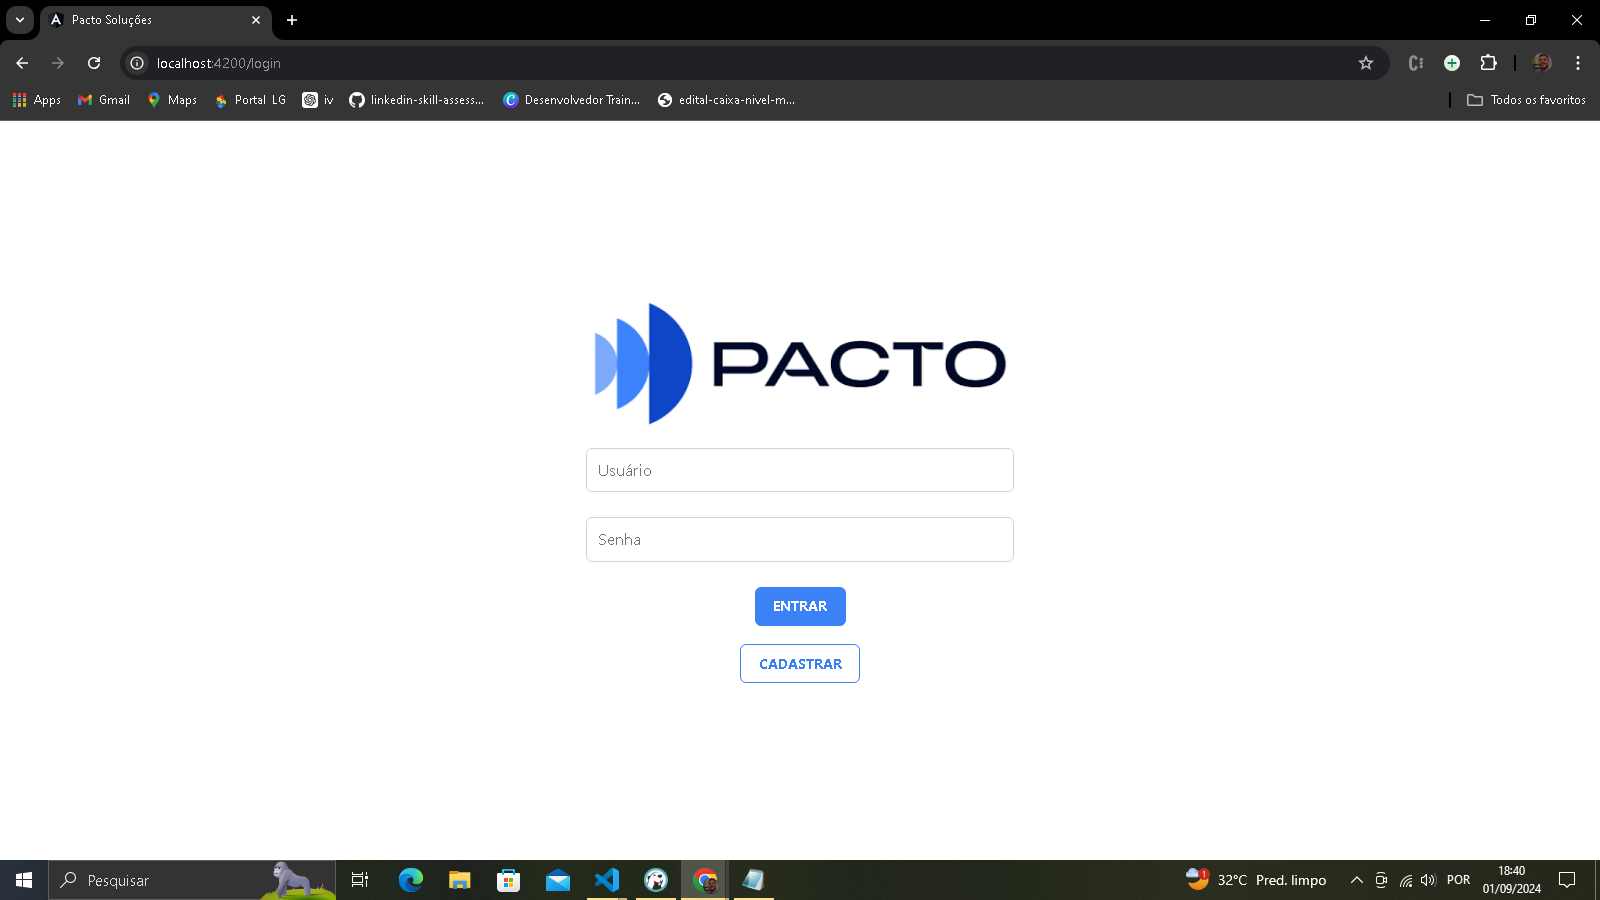 Pacto Soluções
localhost:4200/login
Apps
Gmail
Maps
Portal LG
iv
linkedin-skill-assess...
Desenvolvedor Train...
edital-caixa-nivel-m...
Todos os favoritos
PACTO
Usuário
Senha
ENTRAR
CADASTRAR
Pesquisar
1
32°C Pred. limpo
POR
18:40
01/09/2024